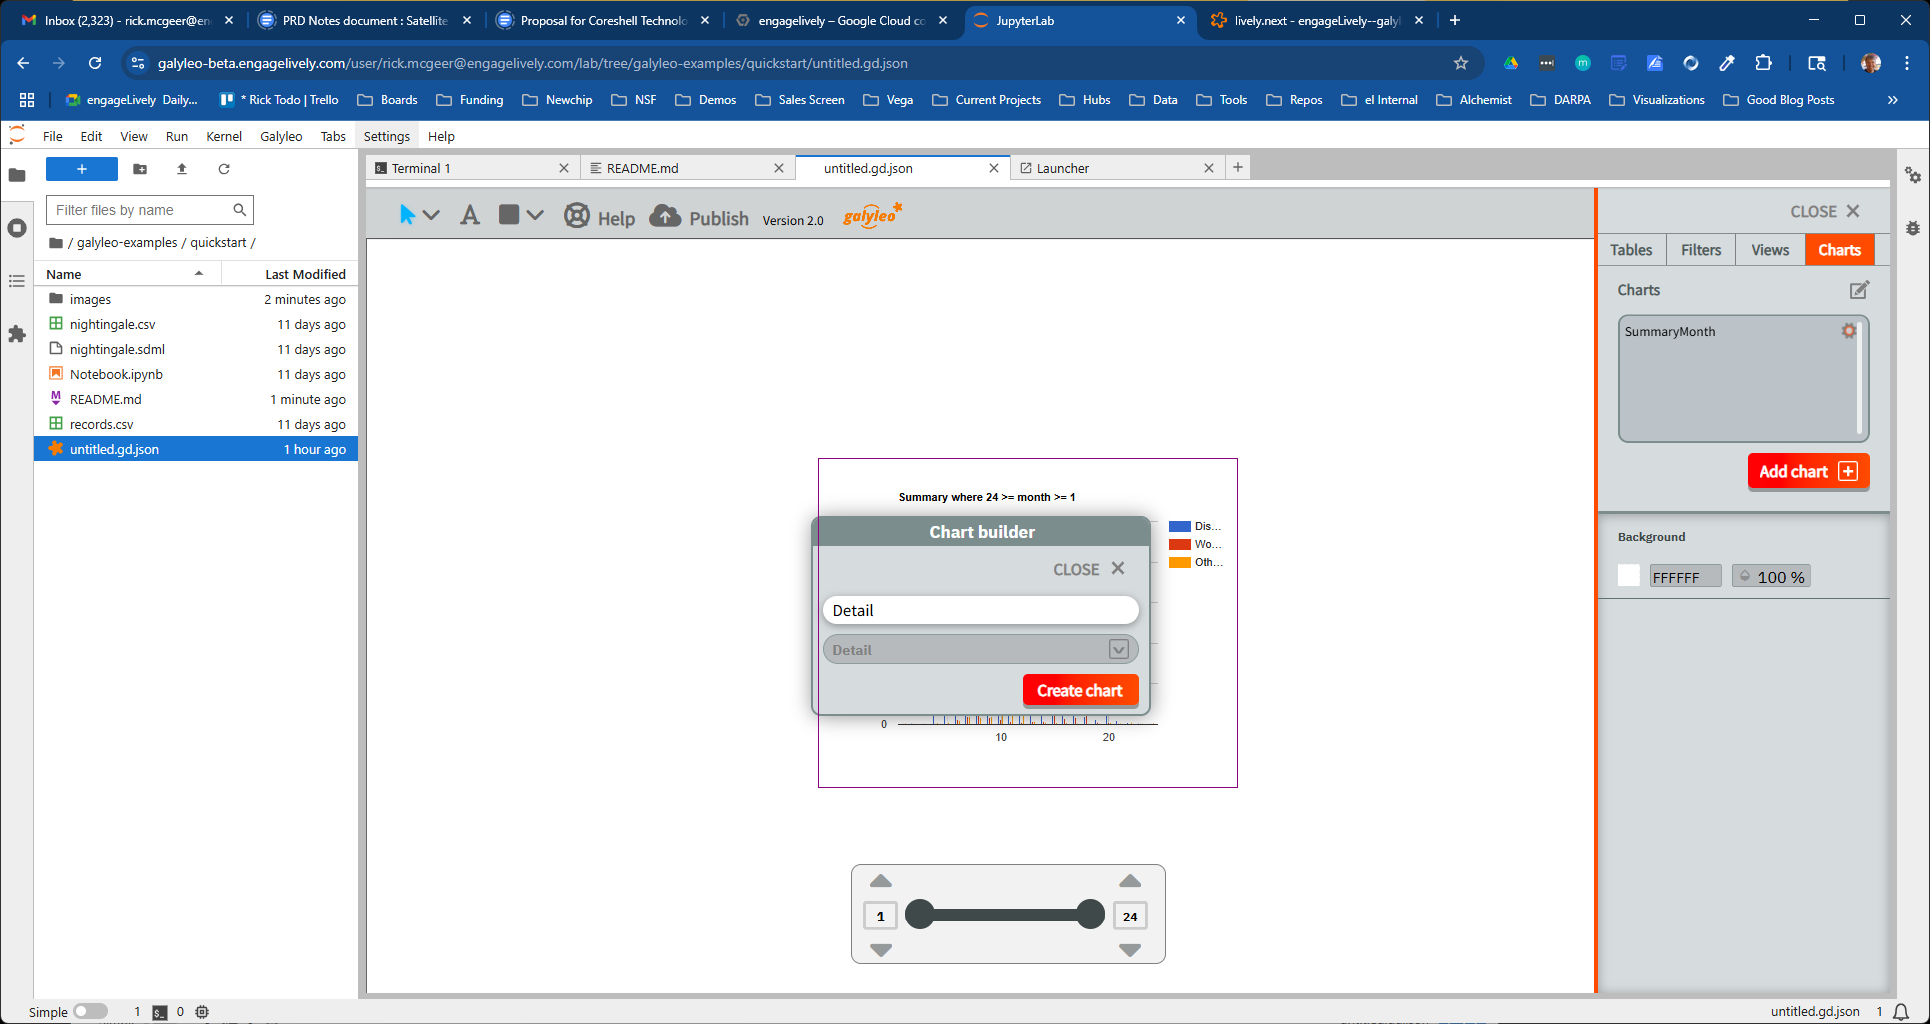 Inbox (2,323) - rick.mcgeer@en
PRD Notes document : Satellite
Proposal for Coreshell Technolo
engagelively – Google Cloud co
JupyterLab
lively.next - engageLively--galyl
galyleo-beta.engagelively.com/user/rick.mcgeer@engagelively.com/lab/tree/galyleo-examples/quickstart/untitled.gd.json
engageLively Daily...
* Rick Todo | Trello
Boards
Funding
Newchip
NSF
Demos
Sales Screen
Vega
Current Projects
Hubs
Data
Tools
Repos
el Internal
Alchemist
DARPA
Visualizations
Good Blog Posts
File Edit View Run Kernel Galyleo Tabs Settings Help
Terminal 1
README.md
untitled.gd.json
Launcher
Filter files by name
/ galyleo-examples / quickstart /
Name Last Modified
images 2 minutes ago
nightingale.csv 11 days ago
nightingale.sdml 11 days ago
Notebook.ipynb 11 days ago
README.md 1 minute ago
records.csv 11 days ago
untitled.gd.json 1 hour ago
A
Help
Publish
Version 2.0
galyleo
CLOSE
Tables Filters Views Charts
Charts
SummaryMonth
Add chart
Background
FFFFFF
100 %
Summary where 24 >= month >= 1
Dis...
Wo...
Oth...
Chart builder
CLOSE
Detail
Detail
Create chart
0
10 20
1
24
Simple
1
0
untitled.gd.json
1